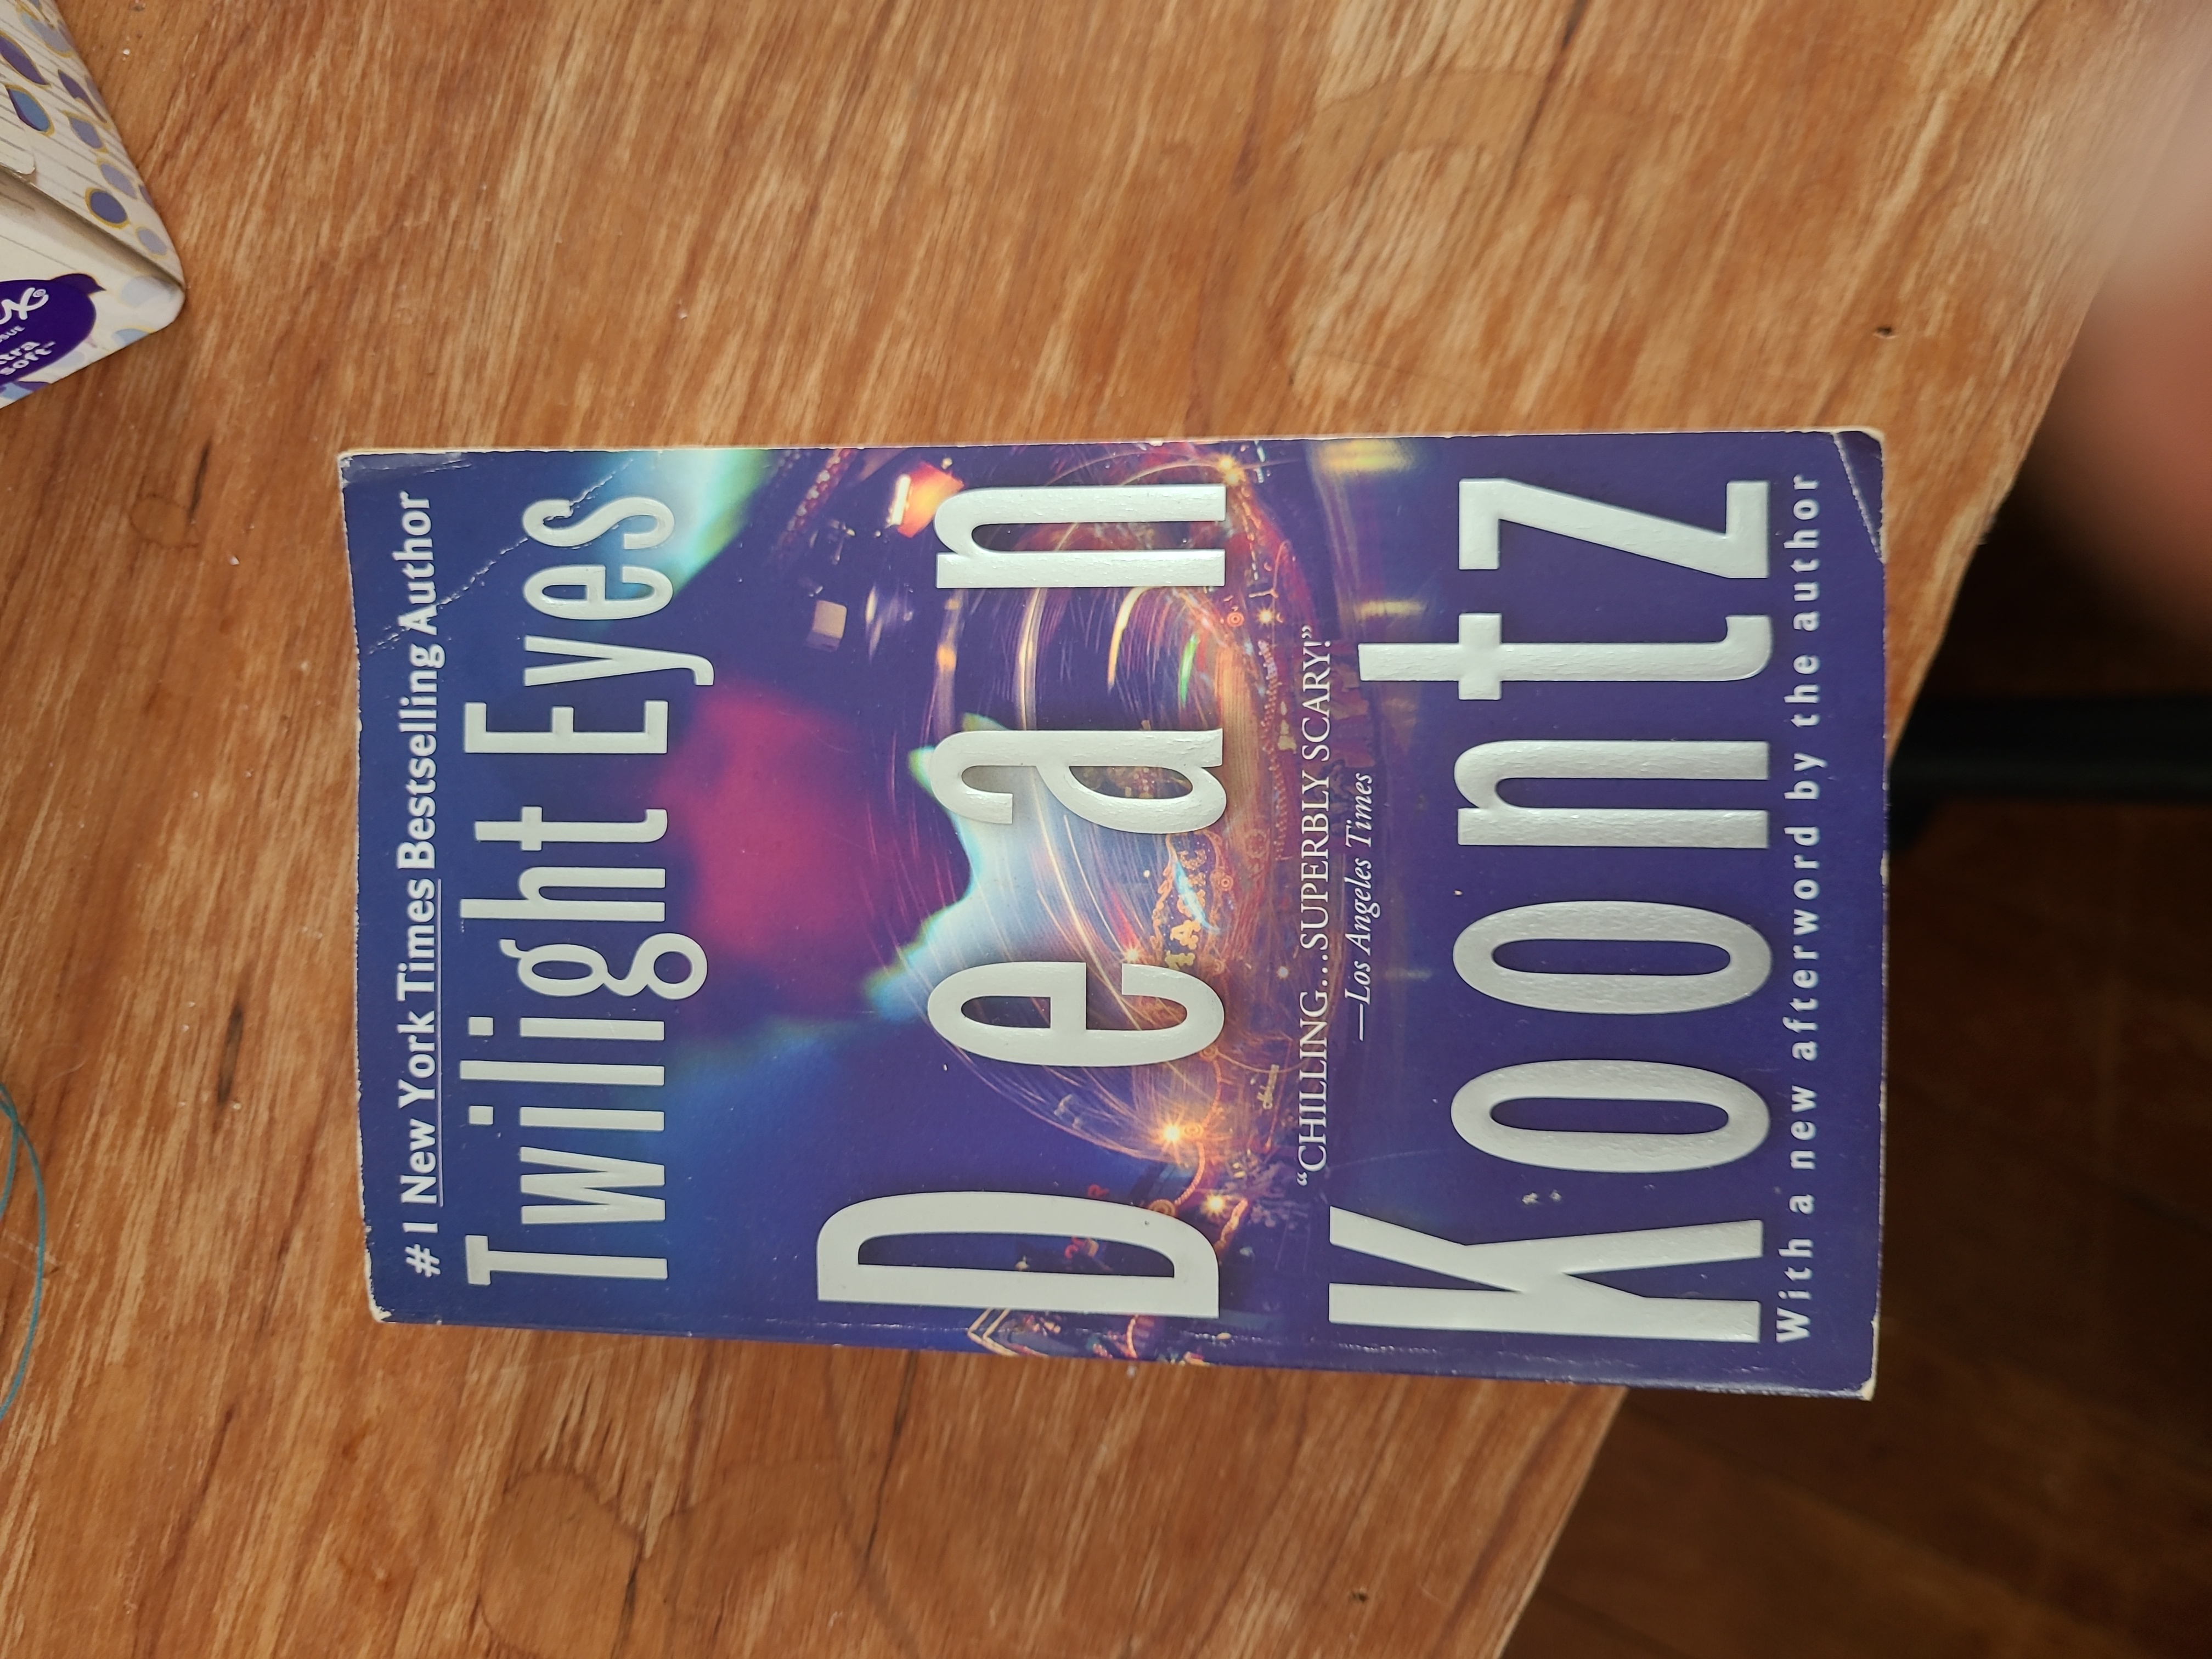 #1 New York Times Bestselling Author
Twilight Eyes
Dean
"CHILLING...SUPERBLY SCARY!"
—Los Angeles Times
Koontz
With a new afterword by the author
soft™